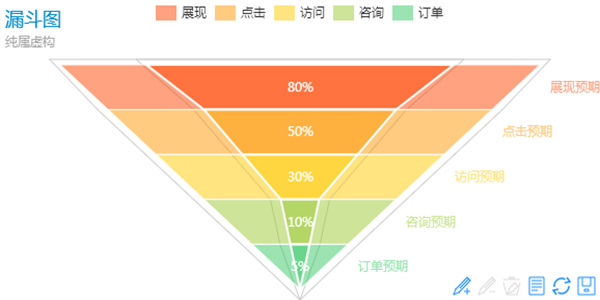 漏斗图
纯属虚构
展现 点击 访问 咨询 订单
80%
展现预期
50%
点击预期
30%
访问预期
10%
咨询预期
5%
订单预期